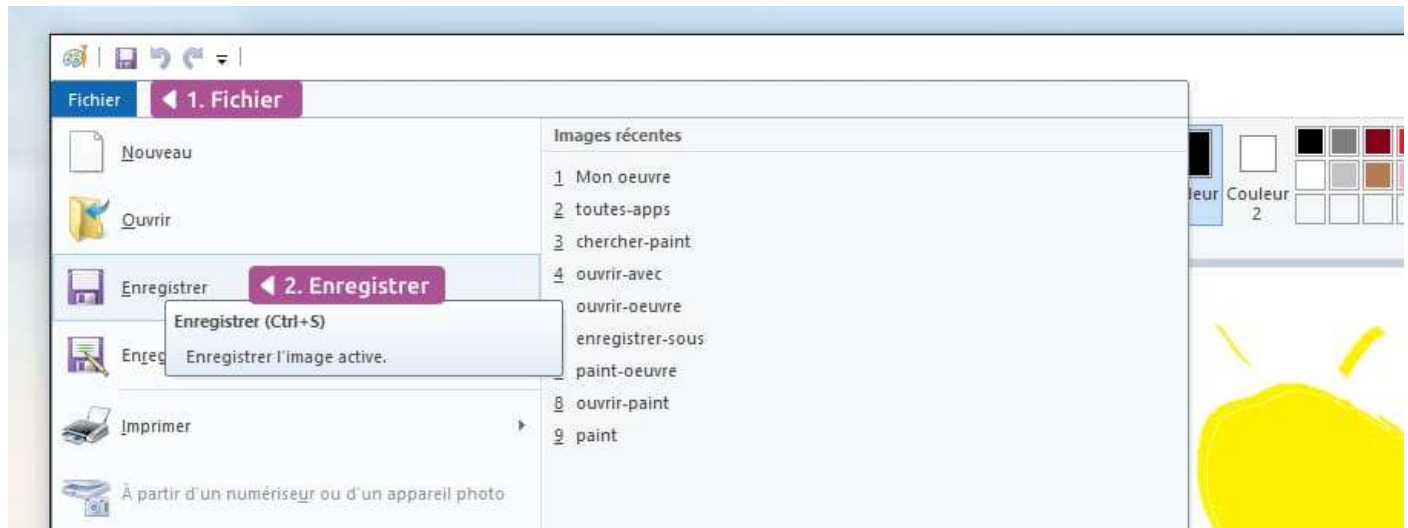 Fichier
1. Fichier
Nouveau
Ouvrir
Enregistrer
2. Enregistrer
Enregistrer (Ctrl+S)
Enregistrer l'image active.
Imprimer
À partir d'un numériseur ou d'un appareil photo
Images récentes
1 Mon oeuvre
2 toutes-apps
3 chercher-paint
4 ouvrir-avec
ouvrir-oeuvre
enregistrer-sous
paint-oeuvre
8 ouvrir-paint
9 paint
Couleur
2